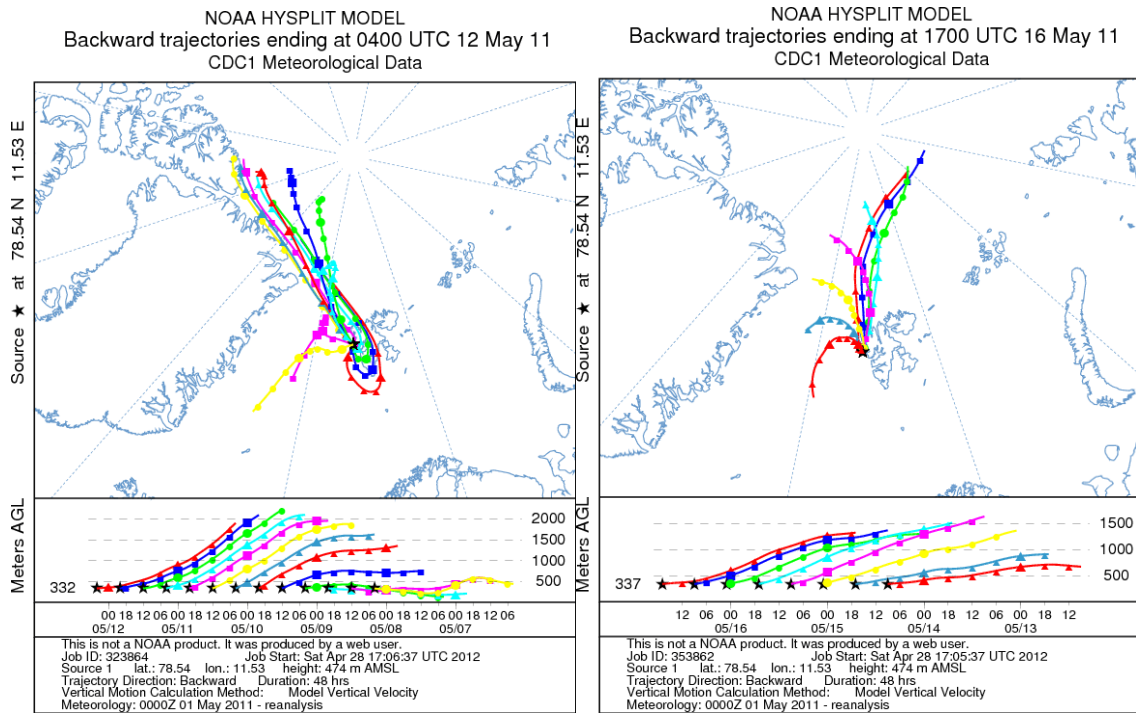 NOAA HYSPLIT MODEL
Backward trajectories ending at 0400 UTC 12 May 11
CDC1 Meteorological Data
Source ★ at 78.54 N 11.53 E
Meters AGL
2000
1500
1000
500
332
00 18 12 06 00 18 12 06 00 18 12 06 00 18 12 06 00 18 12 06 00 18 12 06
05/12 05/11 05/10 05/09 05/08 05/07
This is not a NOAA product. It was produced by a web user.
Job ID: 323864 Job Start: Sat Apr 28 17:06:37 UTC 2012
Source 1 lat.: 78.54 lon.: 11.53 height: 474 m AMSL
Trajectory Direction: Backward Duration: 48 hrs
Vertical Motion Calculation Method: Model Vertical Velocity
Meteorology: 0000Z 01 May 2011 - reanalysis
NOAA HYSPLIT MODEL
Backward trajectories ending at 1700 UTC 16 May 11
CDC1 Meteorological Data
Source ★ at 78.54 N 11.53 E
Meters AGL
1500
1000
500
337
12 06 00 18 12 06 00 18 12 06 00 18 12 06 00 18 12
05/16 05/15 05/14 05/13
This is not a NOAA product. It was produced by a web user.
Job ID: 353862 Job Start: Sat Apr 28 17:05:37 UTC 2012
Source 1 lat.: 78.54 lon.: 11.53 height: 474 m AMSL
Trajectory Direction: Backward Duration: 48 hrs
Vertical Motion Calculation Method: Model Vertical Velocity
Meteorology: 0000Z 01 May 2011 - reanalysis